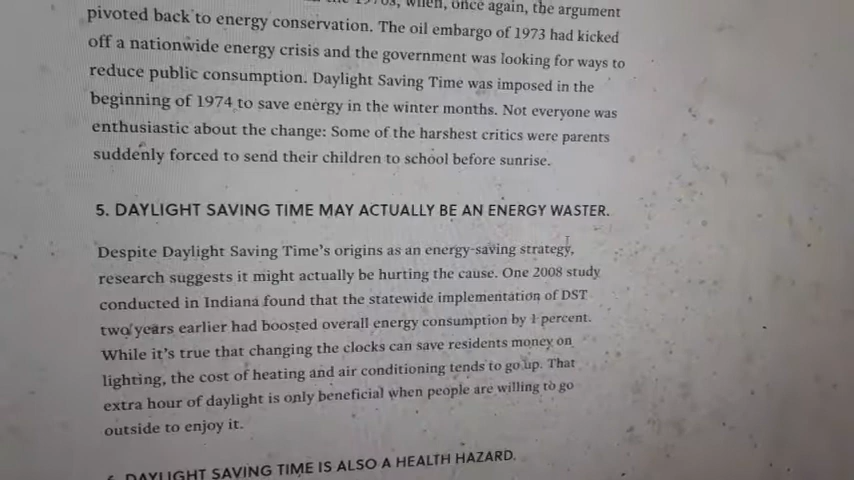 when, once again, the argument
pivoted back to energy conservation. The oil embargo of 1973 had kicked
off a nationwide energy crisis and the government was looking for ways to
reduce public consumption. Daylight Saving Time was imposed in the
beginning of 1974 to save energy in the winter months. Not everyone was
enthusiastic about the change: Some of the harshest critics were parents
suddenly forced to send their children to school before sunrise.
5. DAYLIGHT SAVING TIME MAY ACTUALLY BE AN ENERGY WASTER.
Despite Daylight Saving Time's origins as an energy-saving strategy,
research suggests it might actually be hurting the cause. One 2008 study
conducted in Indiana found that the statewide implementation of DST
two years earlier had boosted overall energy consumption by 1 percent.
While it's true that changing the clocks can save residents money on
lighting, the cost of heating and air conditioning tends to go up. That
extra hour of daylight is only beneficial when people are willing to go
outside to enjoy it.
DAYLIGHT SAVING TIME IS ALSO A HEALTH HAZARD.